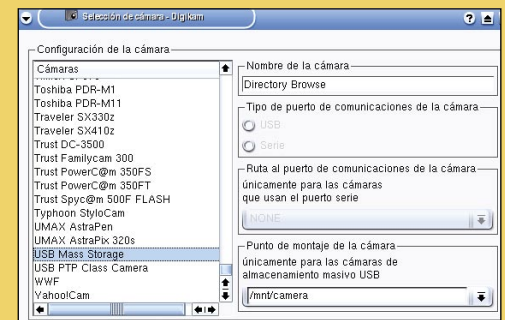 Selección de cámara - Digikam
Configuración de la cámara
Cámaras
Toshiba PDR-M1
Toshiba PDR-M11
Traveler SX330z
Traveler SX410z
Trust DC-3500
Trust Familycam 300
Trust PowerC@m 350FS
Trust PowerC@m 350FT
Trust Spyc@m 500F FLASH
Typhoon StyloCam
UMAX AstraPen
UMAX AstraPix 320s
USB Mass Storage
USB PTP Class Camera
WWF
Yahoo!Cam
Nombre de la cámara
Directory Browse
Tipo de puerto de comunicaciones de la cámara
USB
Serie
Ruta al puerto de comunicaciones de la cámara
únicamente para las cámaras
que usan el puerto serie
NONE
Punto de montaje de la cámara
únicamente para las cámaras de
almacenamiento masivo USB
/mnt/camera